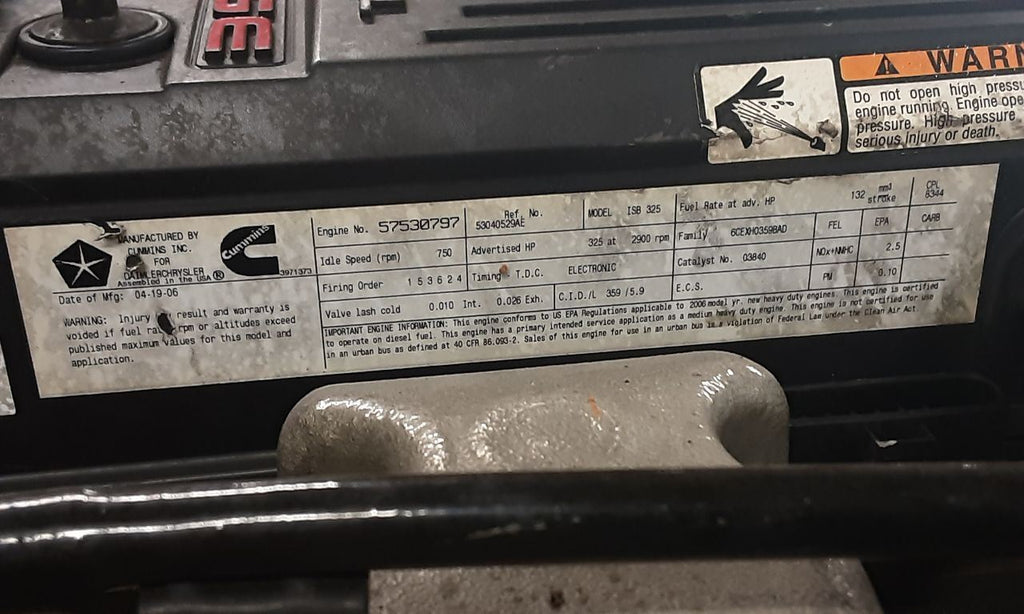 WARN
Do not open high pressu
engine running. Engine ope
pressure. High pressure
serious injury or death.
MANUFACTURED BY
CUMMINS INC.
FOR
DAIMLERCHRYSLER
Assembled in the USA ®
Cummins
3971373
Date of Mfg: 04-19-06
WARNING: Injury result and warranty is
voided if fuel rate rpm or altitudes exceed
published maximum values for this model and
application.
Engine No. 57530797 Ref. No. 53040529AE MODEL ISB 325 Fuel Rate at adv. HP 132 mm3 stroke CPL 8344
Idle Speed (rpm) 750 Advertised HP 325 at 2900 rpm Family 6CEXH0359BAD FEL EPA CARB
Firing Order 1 5 3 6 2 4 Timing - T.D.C. ELECTRONIC Catalyst No. 03840 NOx+NMHC 2.5
Valve lash cold 0.010 Int. 0.026 Exh. C.I.D./L 359 /5.9 E.C.S. PM 0.10
IMPORTANT ENGINE INFORMATION: This engine conforms to US EPA Regulations applicable to 2006 model yr. new heavy duty engines. This engine is certified
to operate on diesel fuel. This engine has a primary intended service application as a medium heavy duty engine. This engine is not certified for use
in an urban bus as defined at 40 CFR 86.093-2. Sales of this engine for use in an urban bus is a violation of Federal Law under the Clean Air Act.